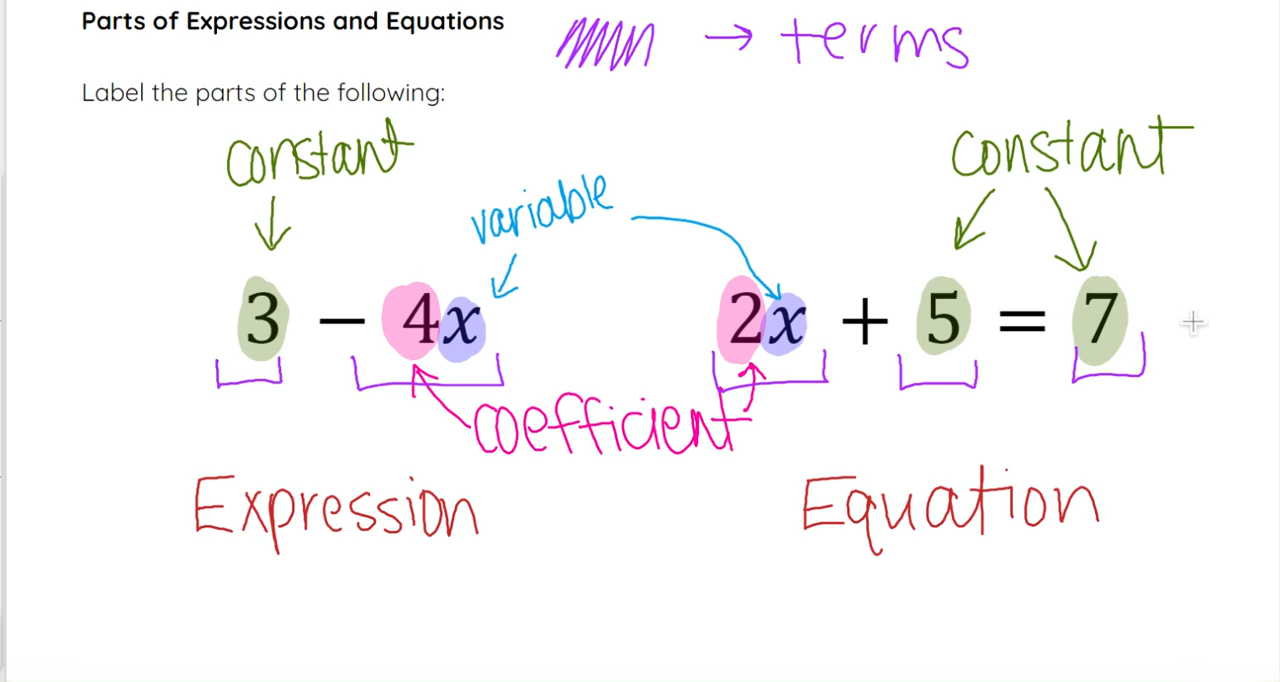 Parts of Expressions and Equations
→ terms
Label the parts of the following:
constant
constant
variable
3 − 4x
2x + 5 = 7
coefficient
Expression
Equation